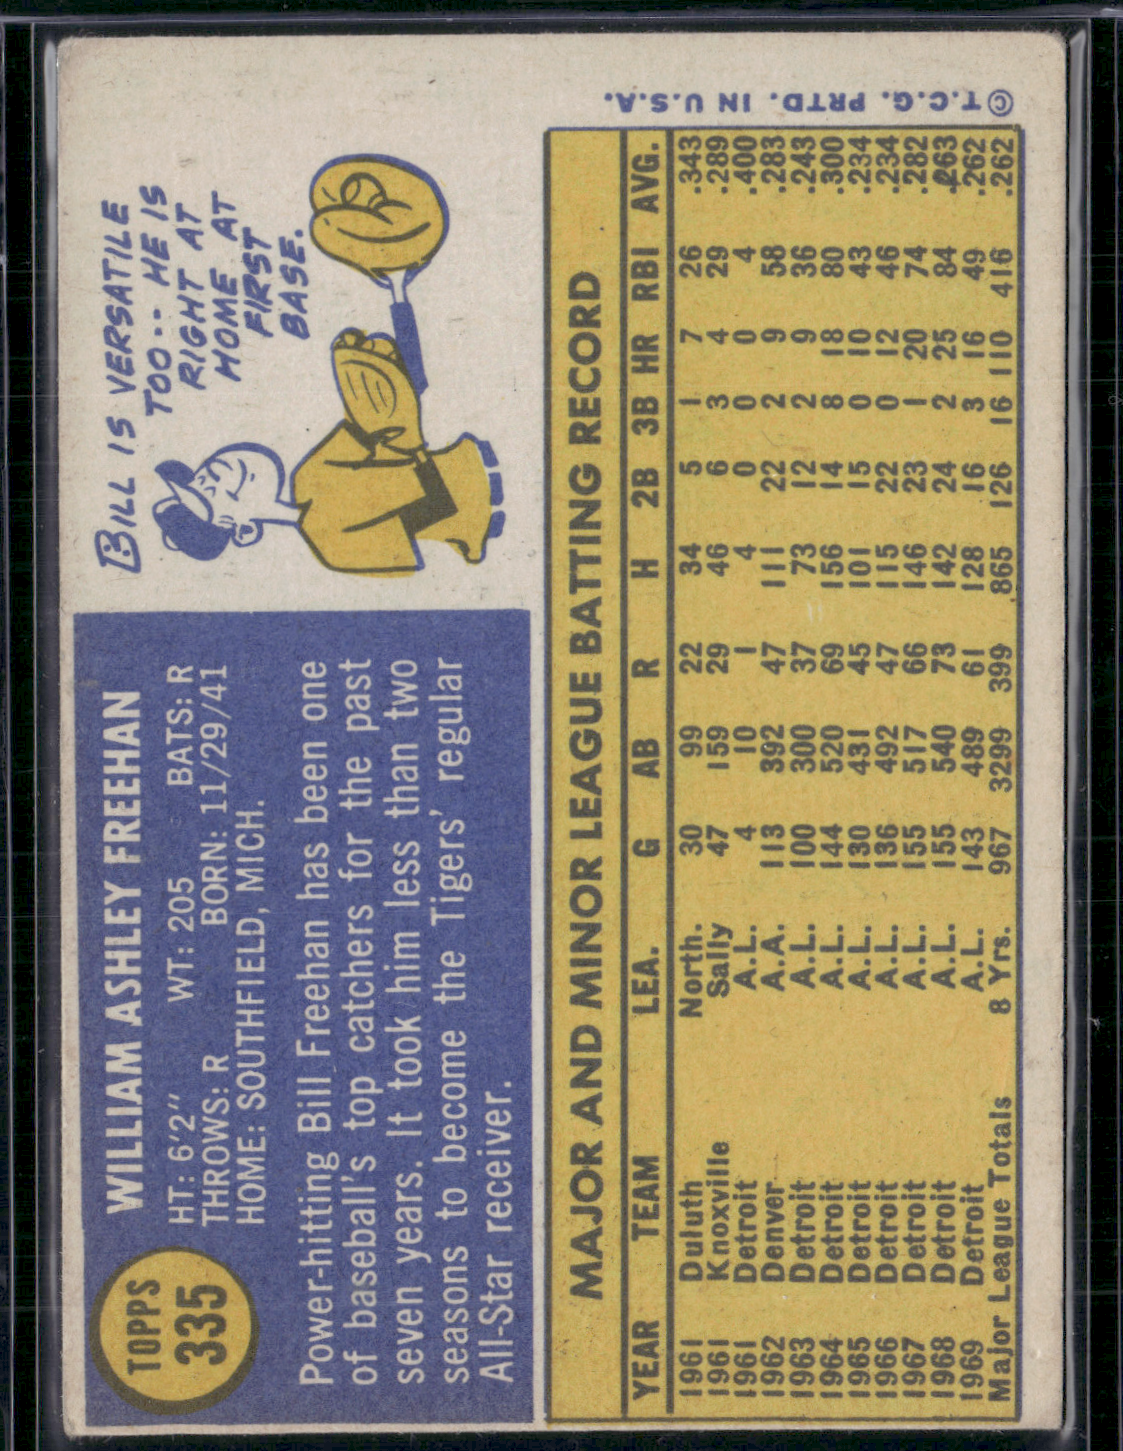 TOPPS
335
WILLIAM ASHLEY FREEHAN
HT: 6'2" WT: 205 BATS: R
THROWS: R BORN: 11/29/41
HOME: SOUTHFIELD, MICH.
Power-hitting Bill Freehan has been one
of baseball's top catchers for the past
seven years. It took him less than two
seasons to become the Tigers' regular
All-Star receiver.
BILL IS VERSATILE
TOO-- HE IS
RIGHT AT
HOME AT
FIRST
BASE.
MAJOR AND MINOR LEAGUE BATTING RECORD
YEAR TEAM LEA. G AB R H 2B 3B HR RBI AVG.
1961 Duluth North. 30 99 22 34 5 1 7 26 .343
1961 Knoxville Sally 47 159 29 46 6 3 4 29 .289
1961 Detroit A.L. 4 10 1 4 0 0 0 4 .400
1962 Denver A.A. 113 392 47 111 22 2 9 58 .283
1963 Detroit A.L. 100 300 37 73 12 2 9 36 .243
1964 Detroit A.L. 144 520 69 156 14 8 18 80 .300
1965 Detroit A.L. 130 431 45 101 15 0 10 43 .234
1966 Detroit A.L. 136 492 47 115 22 0 12 46 .234
1967 Detroit A.L. 155 517 66 146 23 1 20 74 .282
1968 Detroit A.L. 155 540 73 142 24 2 25 84 .263
1969 Detroit A.L. 143 489 61 128 16 3 16 49 .262
Major League Totals 8 Yrs. 967 3299 399 865 126 16 110 416 .262
© T.C.G. PRTD. IN U.S.A.